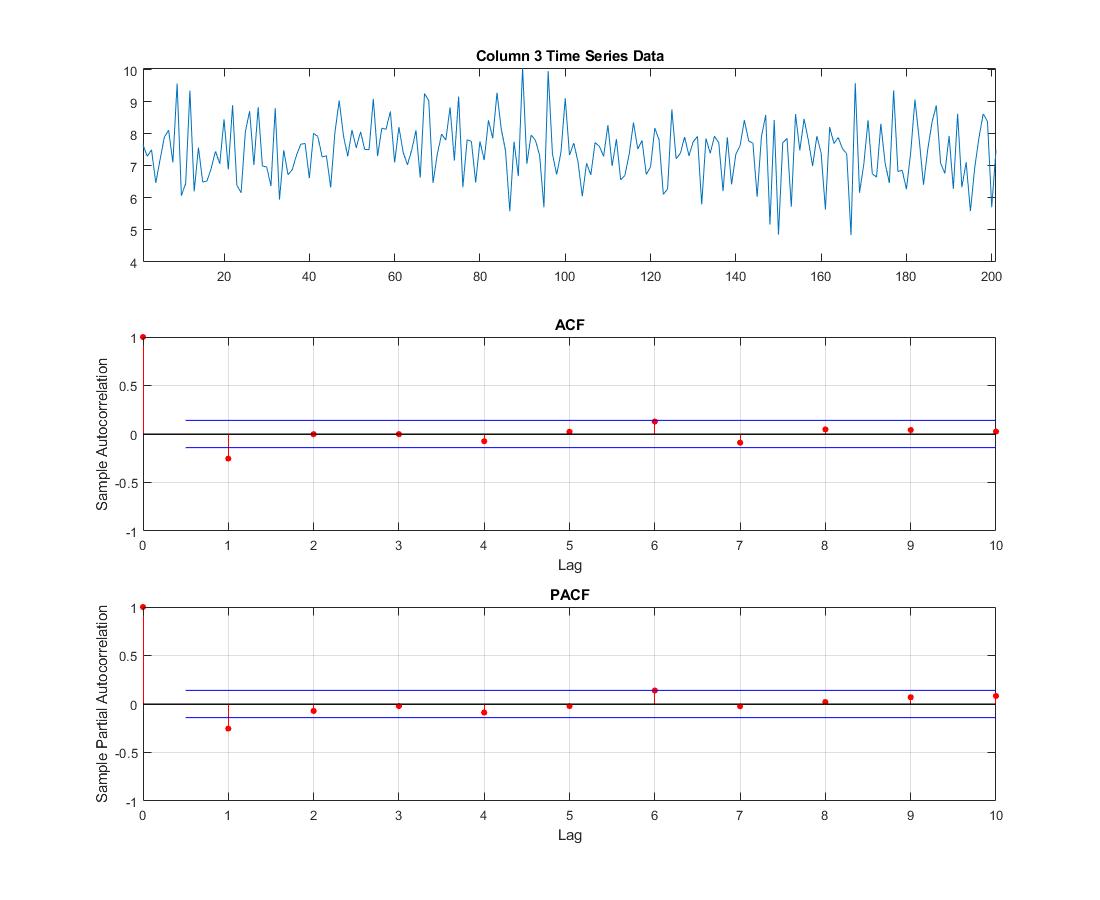 Column 3 Time Series Data
10
9
8
7
6
5
4
20 40 60 80 100 120 140 160 180 200
ACF
Sample Autocorrelation
1
0.5
0
-0.5
-1
0 1 2 3 4 5 6 7 8 9 10
Lag
PACF
Sample Partial Autocorrelation
1
0.5
0
-0.5
-1
0 1 2 3 4 5 6 7 8 9 10
Lag